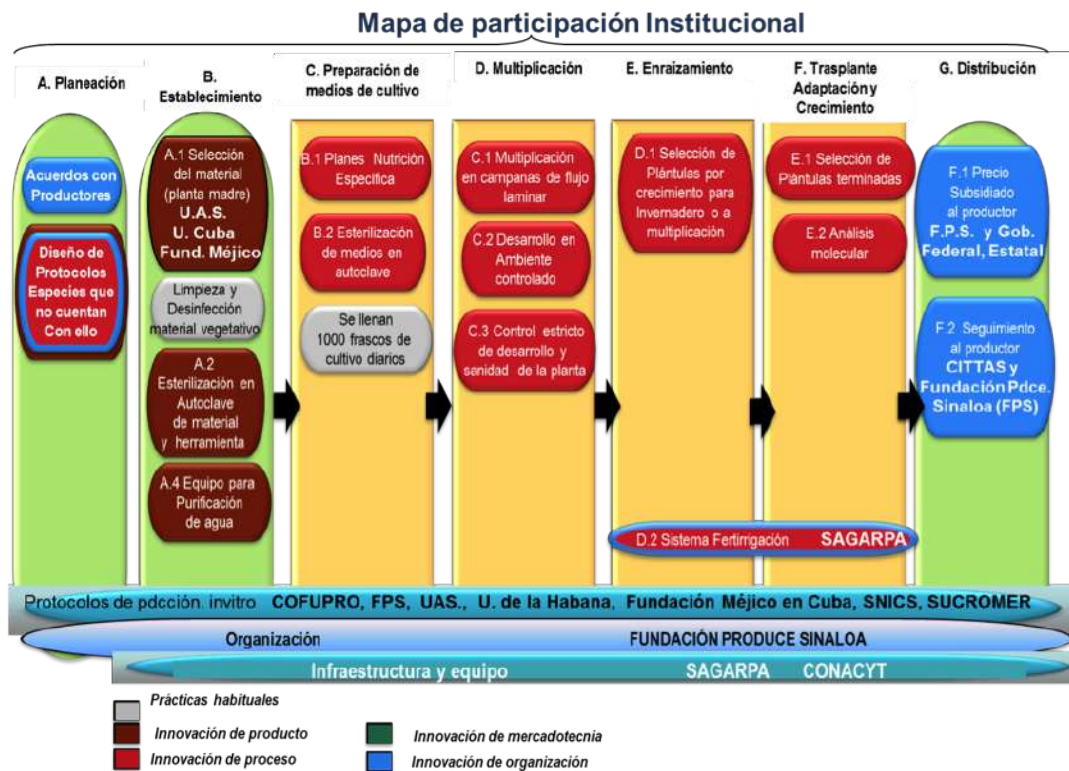 Mapa de participación Institucional
A. Planeación
B.
Establecimiento
C. Preparación de
medios de cultivo
D. Multiplicación
E. Enraizamiento
F. Trasplante
Adaptación y
Crecimiento
G. Distribución
Acuerdos con
Productores
Diseño de
Protocolos
Especies que
no cuentan
Con ello
A.1 Selección
del material
(planta madre)
U.A.S.
U. Cuba
Fund. Méjico
Limpieza y
Desinfección
material vegetativo
A.2
Esterilización en
Autoclave
de material
y herramienta
A.4 Equipo para
Purificación
de agua
B.1 Planes Nutrición
Especifica
B.2 Esterilización
de medios en
autoclave
Se llenan
1000 frascos de
cultivo diarios
C.1 Multiplicación
en campanas de flujo
laminar
C.2 Desarrollo en
Ambiente
controlado
C.3 Control estricto
de desarrollo y
sanidad de la planta
D.1 Selección de
Plántulas por
crecimiento para
Invernadero o a
multiplicación
E.1 Selección de
Plántulas terminadas
E.2 Análisis
molecular
F.1 Precio
Subsidiado
al productor
F.P.S. y Gob.
Federal, Estatal
F.2 Seguimiento
al productor
CITTAS y
Fundación Pdce.
Sinaloa (FPS)
D.2 Sistema Fertirrigación SAGARPA
Protocolos de pdcción. invitro COFUPRO, FPS, UAS., U. de la Habana, Fundación Méjico en Cuba, SNICS, SUCROMER
Organización FUNDACIÓN PRODUCE SINALOA
Infraestructura y equipo SAGARPA CONACYT
Prácticas habituales
Innovación de producto
Innovación de proceso
Innovación de mercadotecnia
Innovación de organización